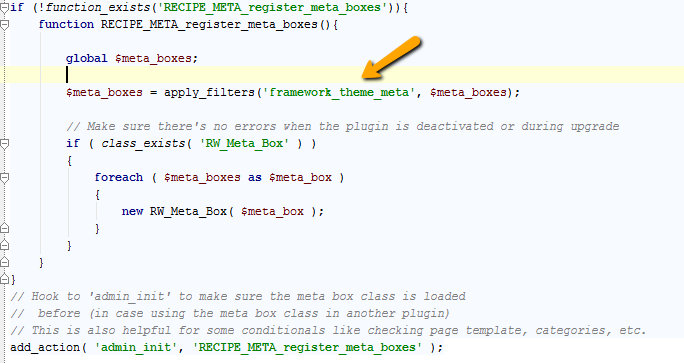 if (!function_exists('RECIPE_META_register_meta_boxes')){
    function RECIPE_META_register_meta_boxes(){
        global $meta_boxes;
        $meta_boxes = apply_filters('framework_theme_meta', $meta_boxes);
        // Make sure there's no errors when the plugin is deactivated or during upgrade
        if ( class_exists( 'RW_Meta_Box' ) )
        {
            foreach ( $meta_boxes as $meta_box )
            {
                new RW_Meta_Box( $meta_box );
            }
        }
    }
}
// Hook to 'admin_init' to make sure the meta box class is loaded
//  before (in case using the meta box class in another plugin)
// This is also helpful for some conditionals like checking page template, categories, etc.
add_action( 'admin_init', 'RECIPE_META_register_meta_boxes' );